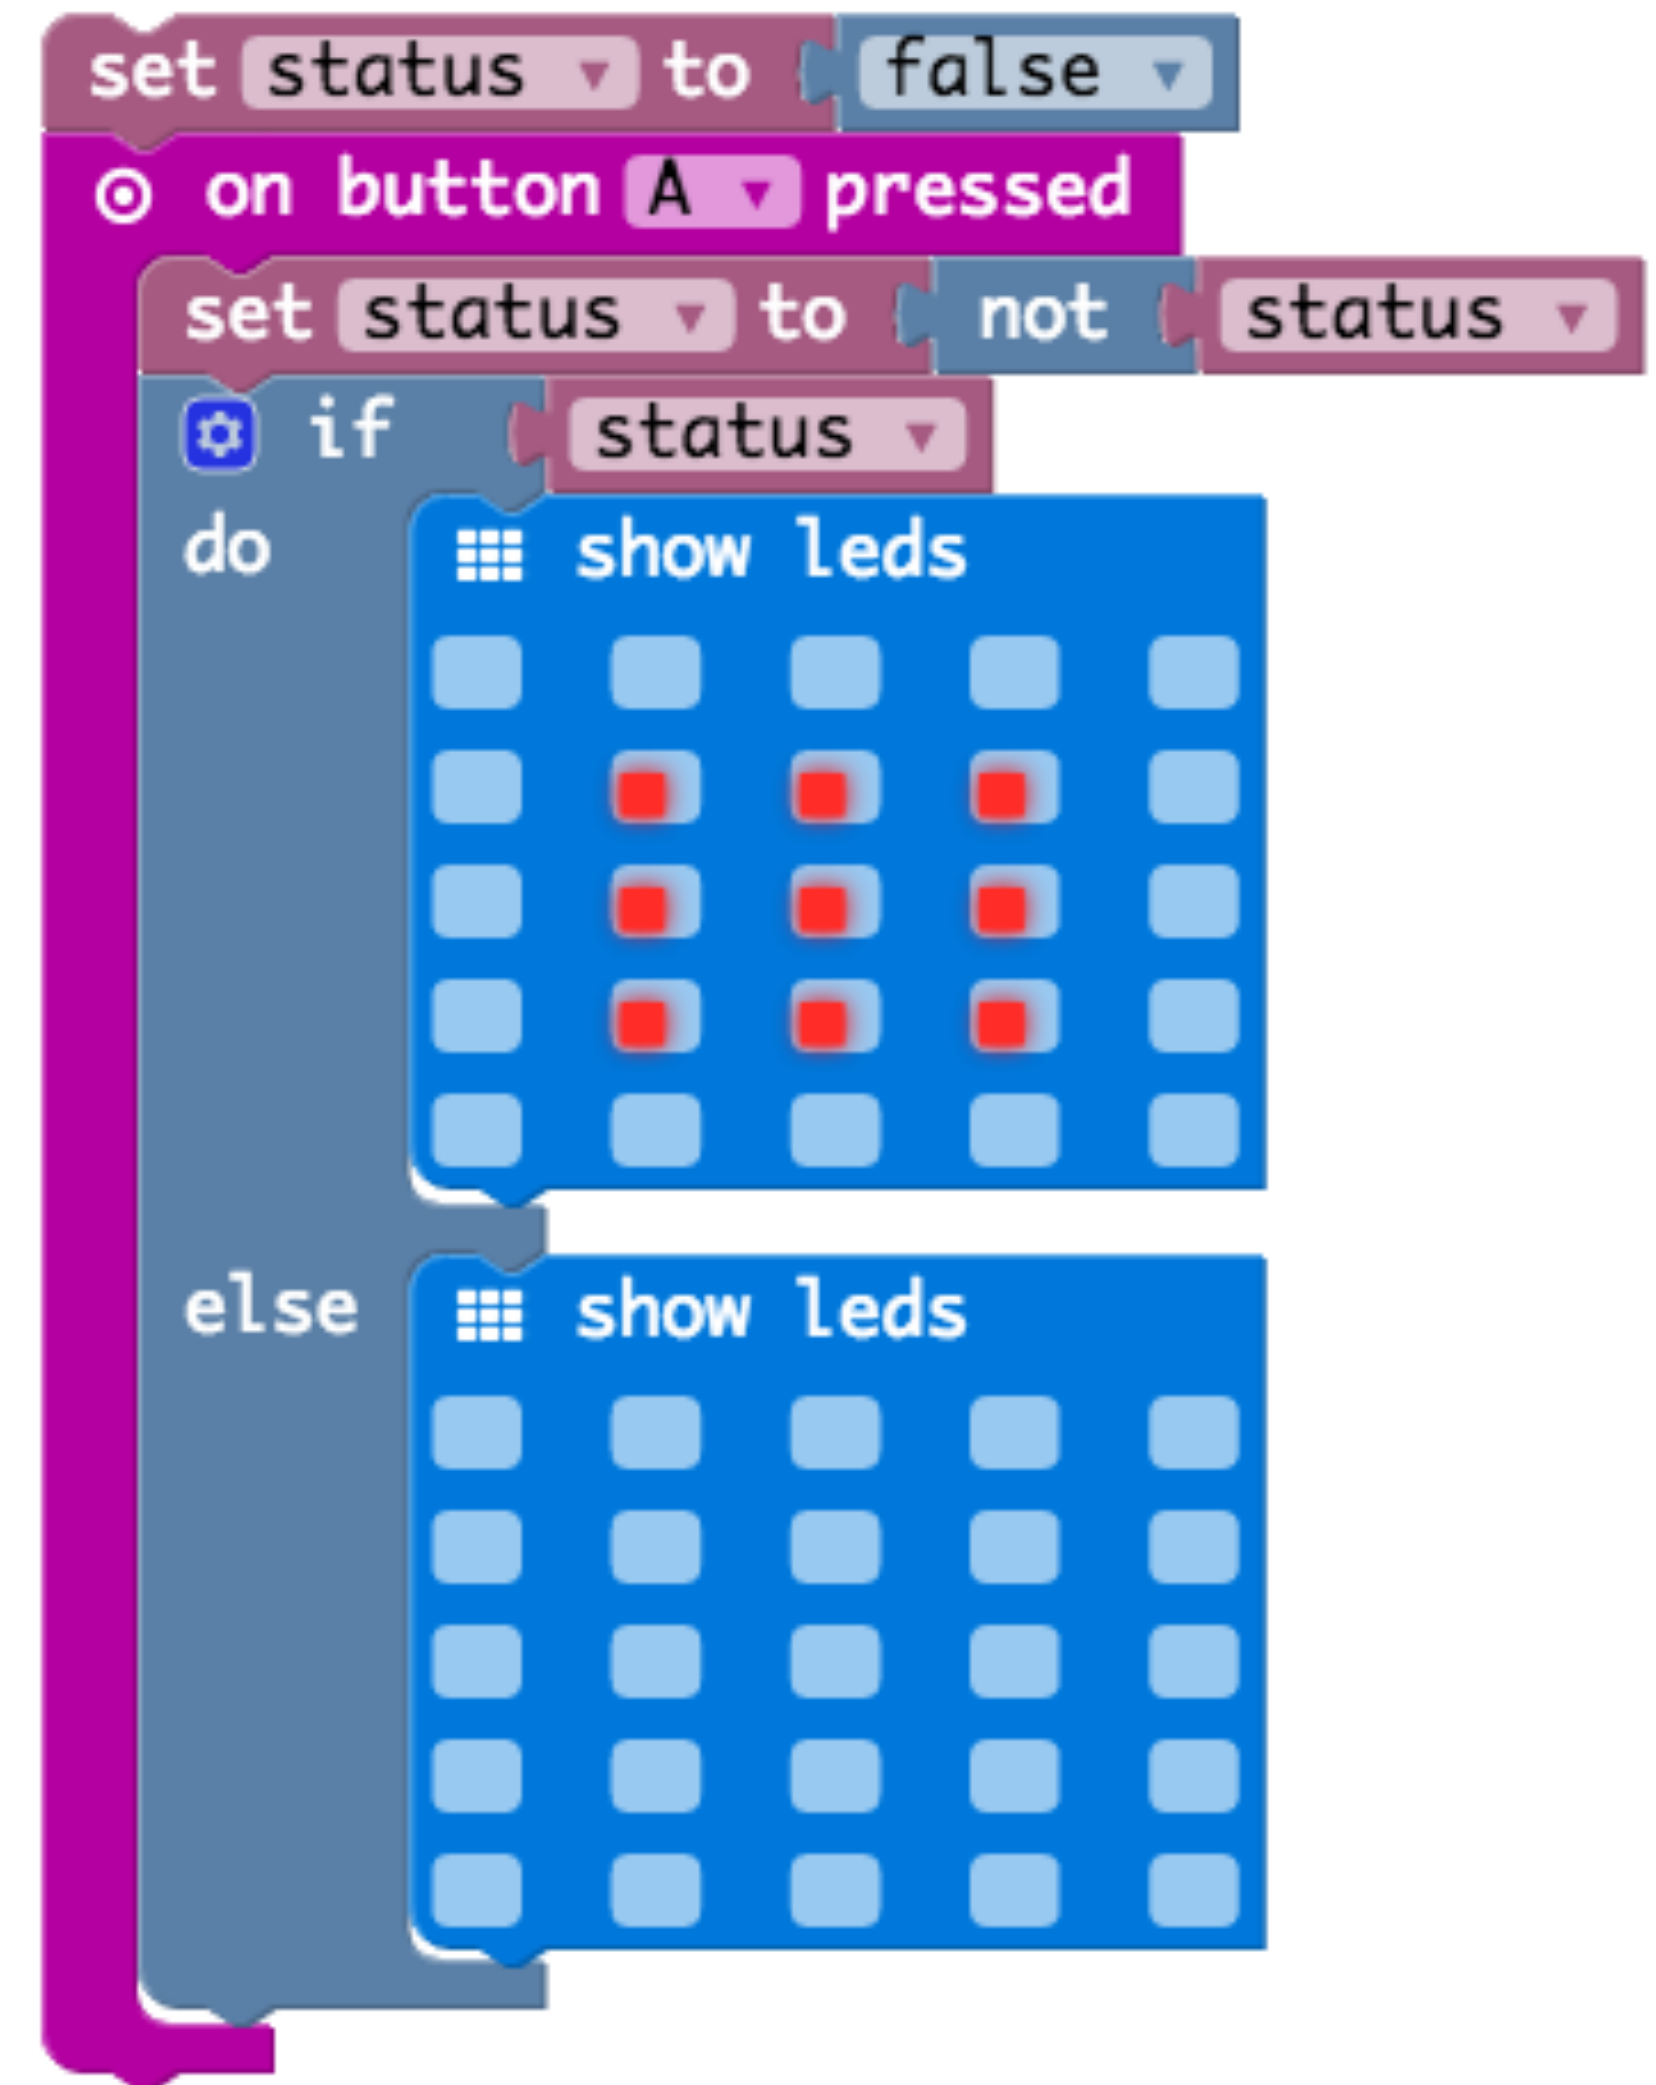 set status to false
on button A pressed
set status to not status
if status
do show leds
else show leds